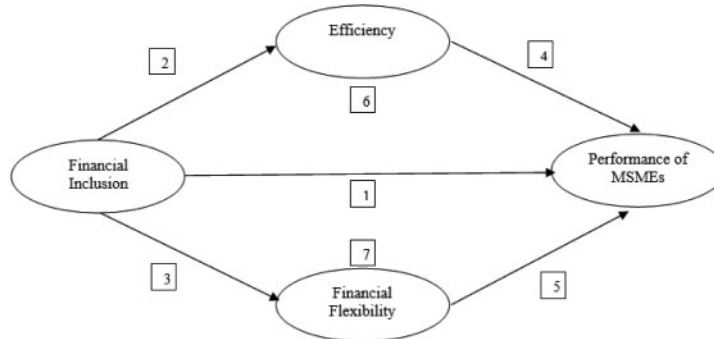 Efficiency
2
4
6
Financial
Inclusion
Performance of
MSMEs
1
7
3
Financial
Flexibility
5